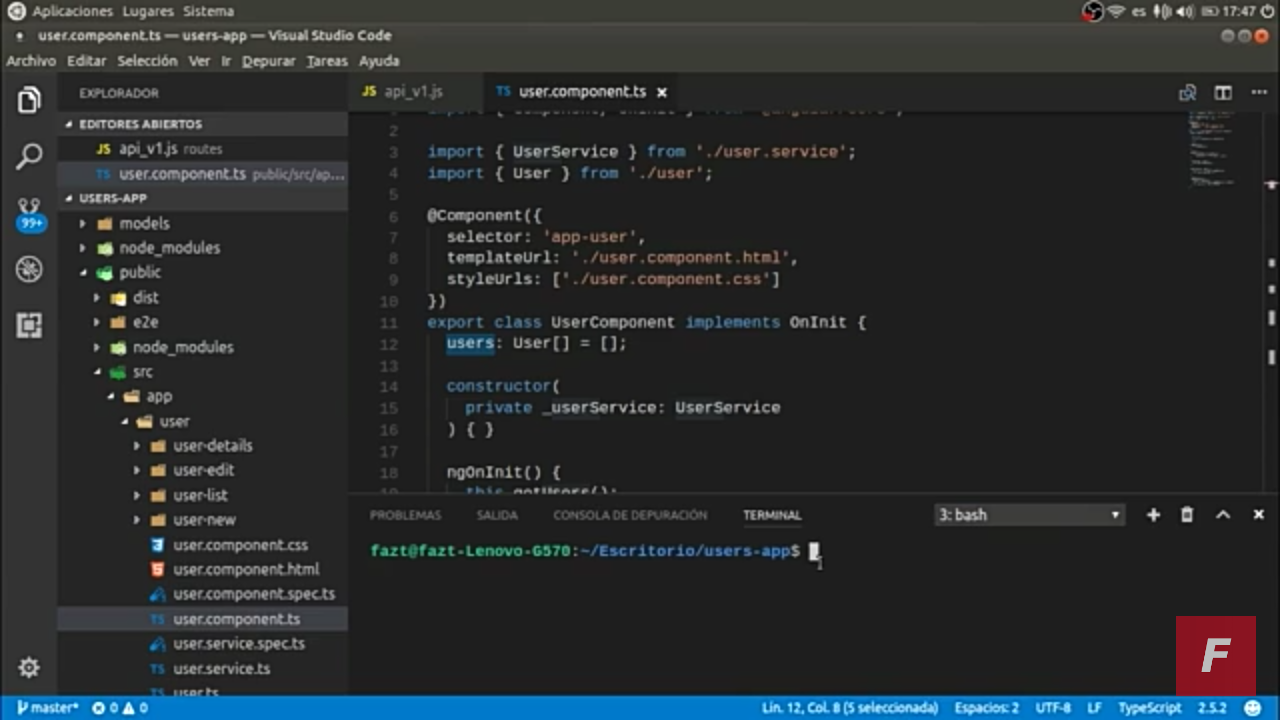 Aplicaciones Lugares Sistema
es
17:47
user.component.ts — users-app — Visual Studio Code
Archivo Editar Selección Ver Ir Depurar Tareas Ayuda
EXPLORADOR
EDITORES ABIERTOS
JS api_v1.js routes
TS user.component.ts public/src/ap...
USERS-APP
99+
models
node_modules
public
dist
e2e
node_modules
src
app
user
user-details
user-edit
user-list
user-new
user.component.css
user.component.html
user.component.spec.ts
TS user.component.ts
user.service.spec.ts
TS user.service.ts
user.ts
JS api_v1.js
TS user.component.ts
2
3 import { UserService } from './user.service';
4 import { User } from './user';
5
6 @Component({
7 selector: 'app-user',
8 templateUrl: './user.component.html',
9 styleUrls: ['./user.component.css']
10 })
11 export class UserComponent implements OnInit {
12 users: User[] = [];
13
14 constructor(
15 private _userService: UserService
16 ) { }
17
18 ngOnInit() {
this.getUsers();
PROBLEMAS SALIDA CONSOLA DE DEPURACIÓN TERMINAL
3: bash
fazt@fazt-Lenovo-G570:~/Escritorio/users-app$
F
master* 0 0
Lín. 12, Col. 8 (5 seleccionada) Espacios: 2 UTF-8 LF TypeScript 2.5.2